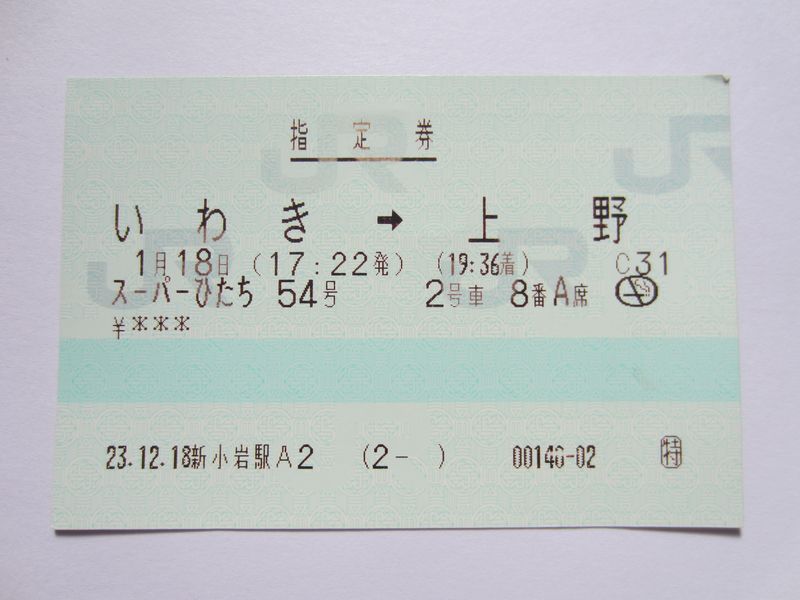 指定券
いわき → 上野
1月18日 (17:22発) (19:36着) C31
スーパーひたち 54号 2号車 8番A席
¥***
23.12.18新小岩駅A2 (2- ) 00146-02 特